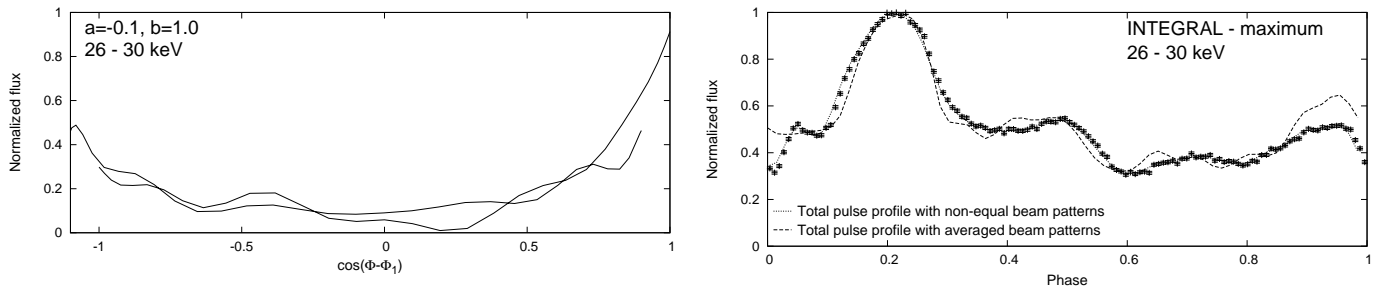 a=-0.1, b=1.0
26 - 30 keV
Normalized flux
1
0.8
0.6
0.4
0.2
0
-1
-0.5
0
0.5
1
cos(Φ-Φ1)
INTEGRAL - maximum
26 - 30 keV
Normalized flux
1
0.8
0.6
0.4
0.2
0
Total pulse profile with non-equal beam patterns
Total pulse profile with averaged beam patterns
0
0.2
0.4
0.6
0.8
1
Phase